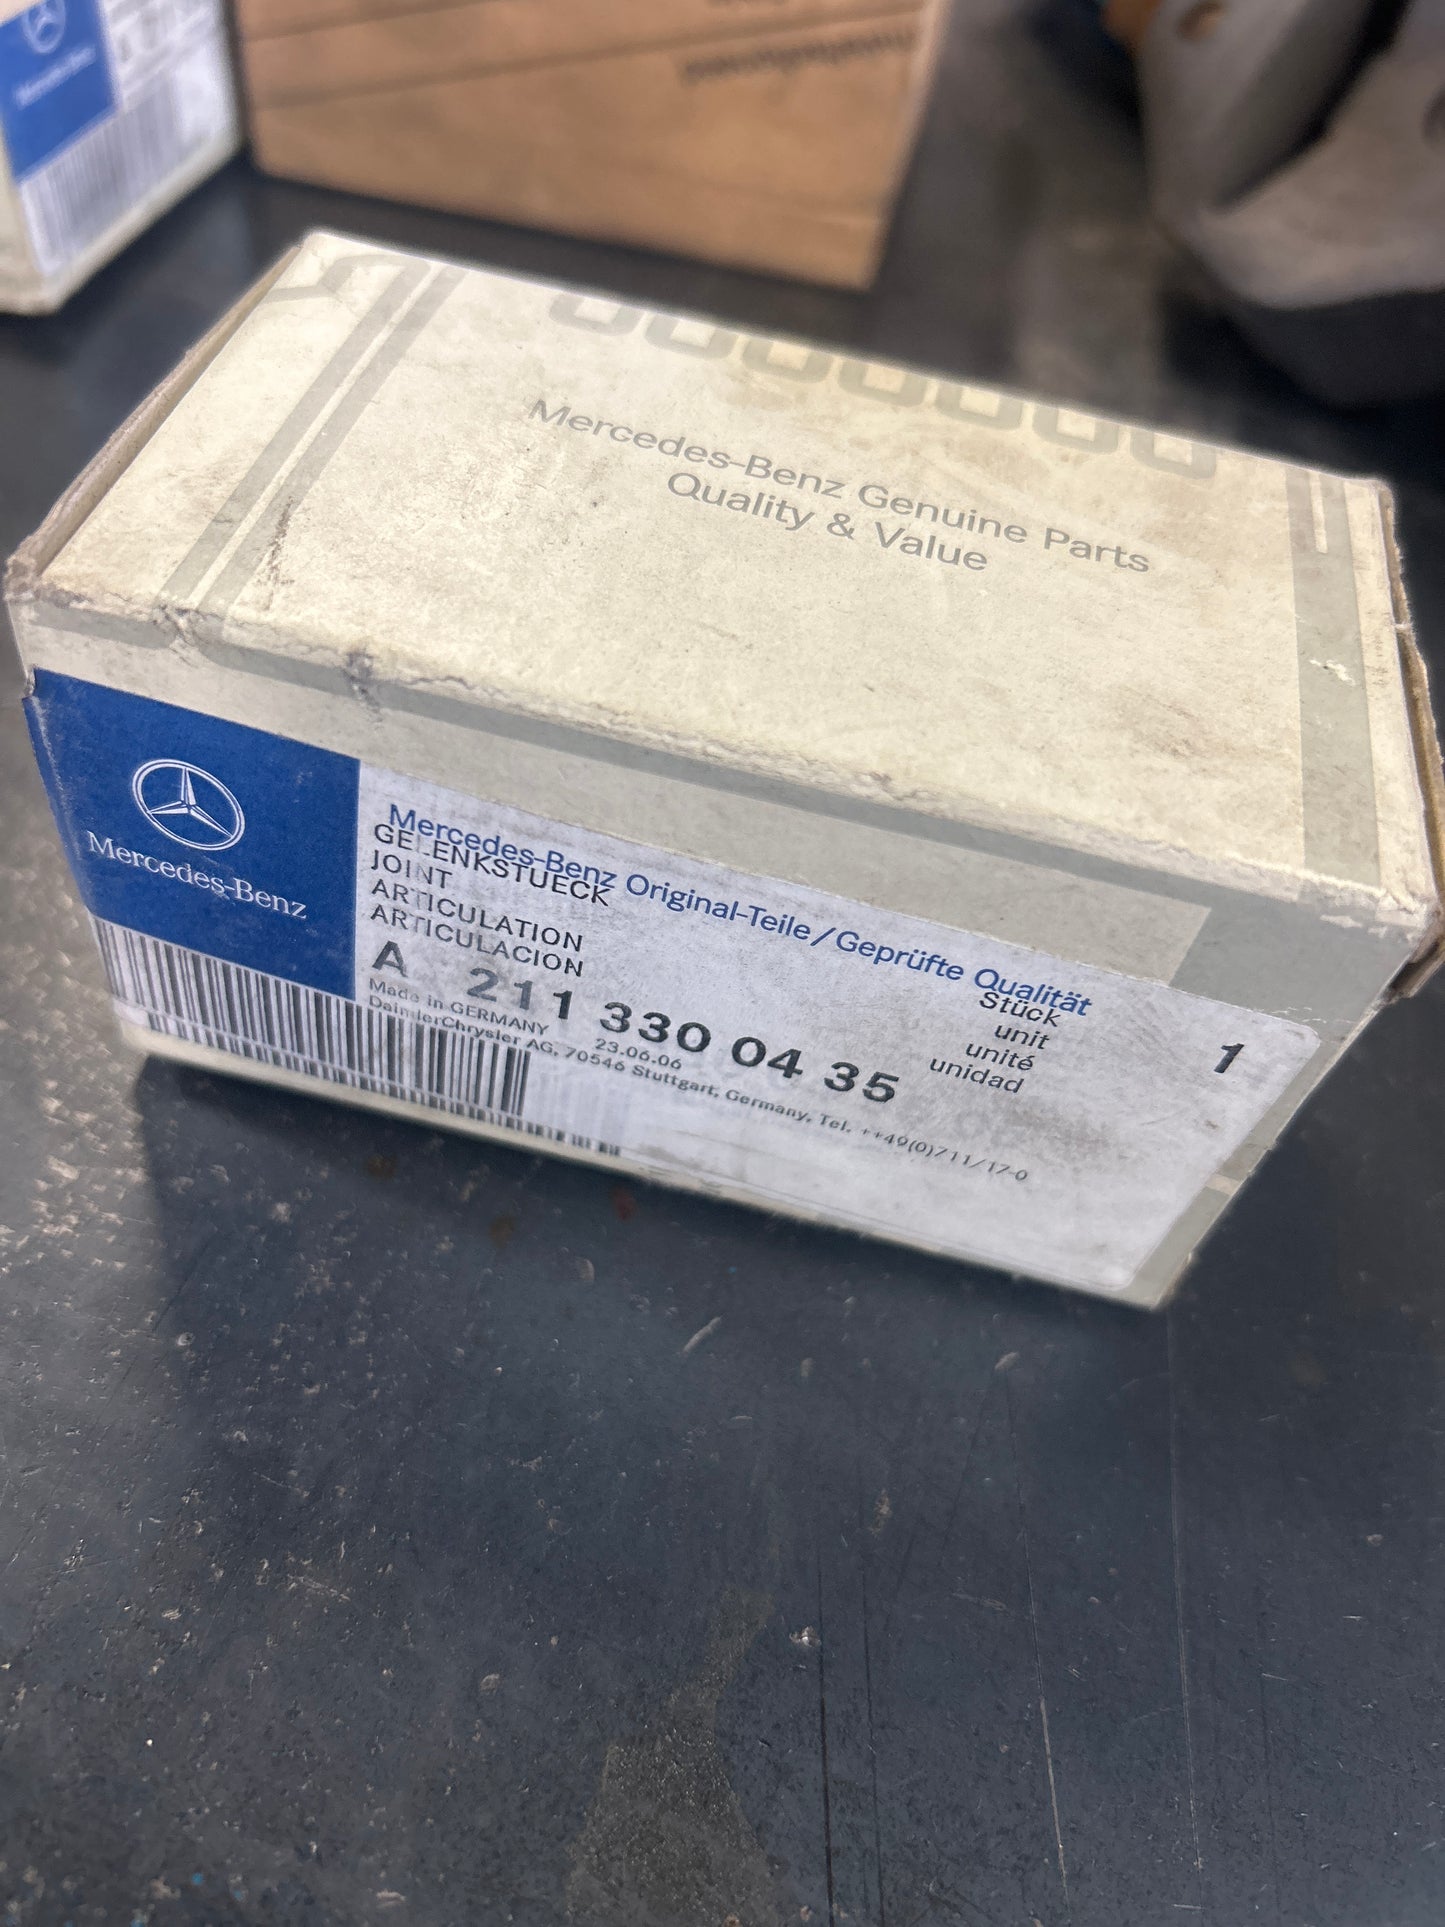 Mercedes-Benz
Mercedes-Benz Genuine Parts
Quality & Value
Mercedes-Benz
Mercedes-Benz Original-Teile/Geprüfte Qualität
GELENKSTUECK
JOINT
ARTICULATION
ARTICULACION
Stück
unit
unité
unidad
1
A 211 330 04 35
Made in GERMANY 23.06.06
DaimlerChrysler AG, 70546 Stuttgart, Germany, Tel. ++49(0)711/17-0